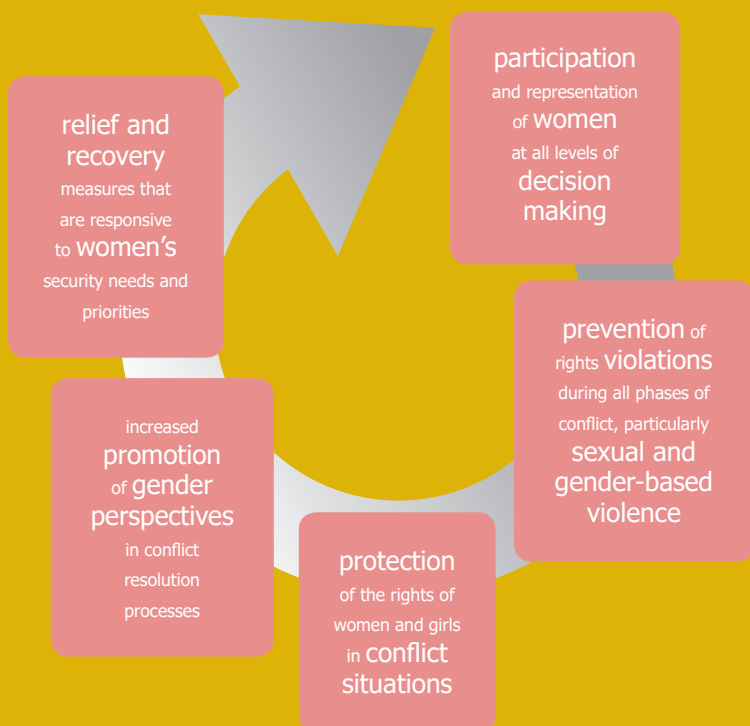 participation
and representation
of women
at all levels of
decision
making
prevention of
rights violations
during all phases of
conflict, particularly
sexual and
gender-based
violence
protection
of the rights of
women and girls
in conflict
situations
increased
promotion
of gender
perspectives
in conflict
resolution
processes
relief and
recovery
measures that
are responsive
to women's
security needs and
priorities